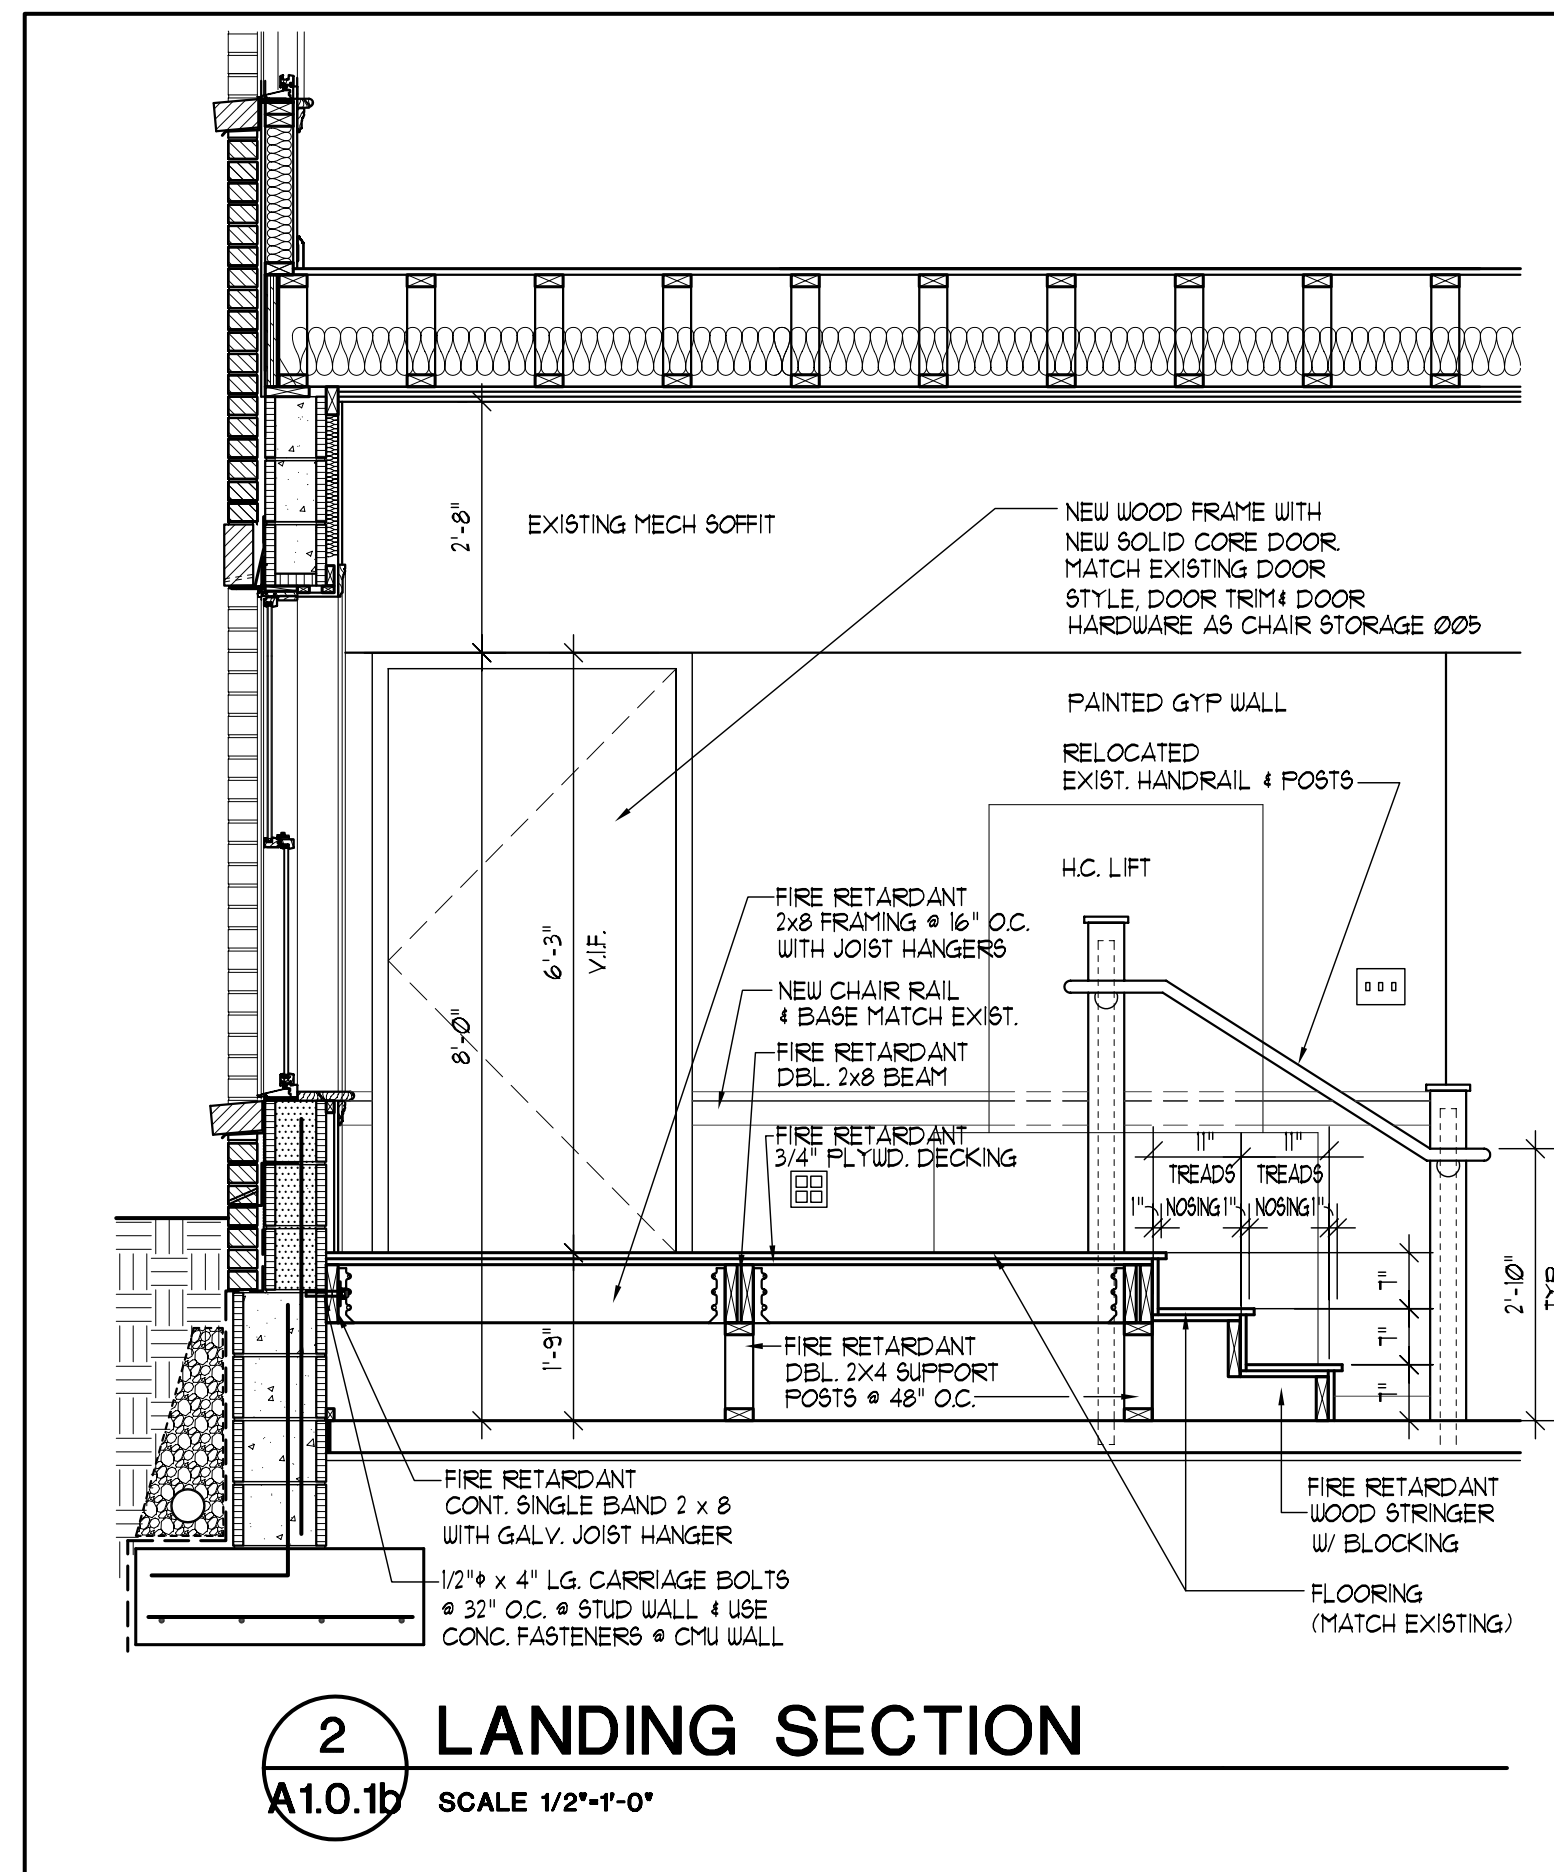 2'-8"
EXISTING MECH SOFFIT
NEW WOOD FRAME WITH
NEW SOLID CORE DOOR.
MATCH EXISTING DOOR
STYLE, DOOR TRIM & DOOR
HARDWARE AS CHAIR STORAGE 005
PAINTED GYP WALL
RELOCATED
EXIST. HANDRAIL & POSTS
H.C. LIFT
FIRE RETARDANT
2x8 FRAMING @ 16" O.C.
WITH JOIST HANGERS
6'-3"
V.I.F.
8'-0"
NEW CHAIR RAIL
& BASE MATCH EXIST.
FIRE RETARDANT
DBL. 2x8 BEAM
FIRE RETARDANT
3/4" PLYWD. DECKING
11" 11"
TREADS TREADS
1" NOSING 1" NOSING 1"
7"
7"
7"
2'-10"
TYP
1'-9"
FIRE RETARDANT
DBL. 2X4 SUPPORT
POSTS @ 48" O.C.
FIRE RETARDANT
CONT. SINGLE BAND 2 x 8
WITH GALV. JOIST HANGER
1/2"ϕ x 4" LG. CARRIAGE BOLTS
@ 32" O.C. @ STUD WALL & USE
CONC. FASTENERS @ CMU WALL
FIRE RETARDANT
WOOD STRINGER
W/ BLOCKING
FLOORING
(MATCH EXISTING)
2
A1.0.1b
LANDING SECTION
SCALE 1/2"=1'-0"